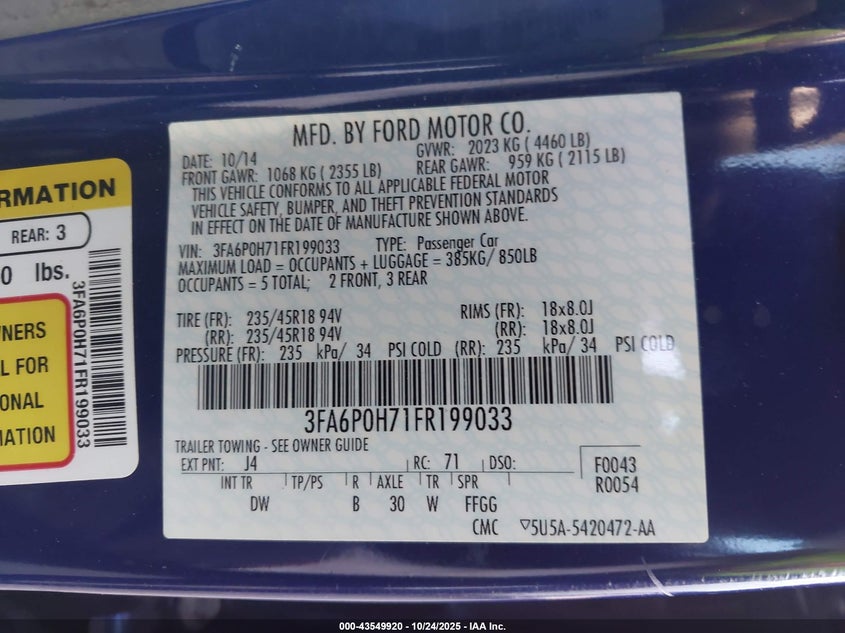 MFD. BY FORD MOTOR CO.
DATE: 10/14 GVWR: 2023 KG ( 4460 LB)
FRONT GAWR: 1068 KG ( 2355 LB) REAR GAWR: 959 KG ( 2115 LB)
THIS VEHICLE CONFORMS TO ALL APPLICABLE FEDERAL MOTOR
VEHICLE SAFETY, BUMPER, AND THEFT PREVENTION STANDARDS
IN EFFECT ON THE DATE OF MANUFACTURE SHOWN ABOVE.
VIN: 3FA6P0H71FR199033 TYPE: Passenger Car
MAXIMUM LOAD = OCCUPANTS + LUGGAGE = 385KG/ 850LB
OCCUPANTS = 5 TOTAL; 2 FRONT, 3 REAR
TIRE (FR): 235/45R18 94V RIMS (FR): 18x8.0J
(RR): 235/45R18 94V (RR): 18x8.0J
PRESSURE (FR): 235 kPa/ 34 PSI COLD (RR): 235 kPa/ 34 PSI COLD
3FA6P0H71FR199033
TRAILER TOWING - SEE OWNER GUIDE
EXT PNT: J4 RC: 71 DSO: F0043
R0054
INT TR TP/PS R AXLE TR SPR
DW B 30 W FFGG
CMC ▽5U5A-5420472-AA
RMATION
REAR: 3
0 lbs.
3FA6P0H71FR199033
WNERS
L FOR
ONAL
MATION
000-43549920 - 10/24/2025 - IAA Inc.